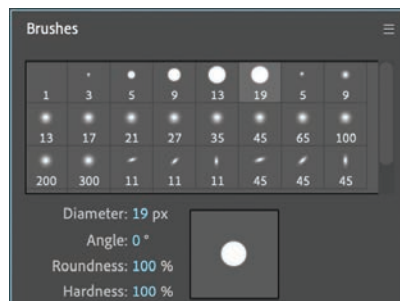 Brushes
1 3 5 9 13 19 5 9
13 17 21 27 35 45 65 100
200 300 11 11 11 45 45 45
Diameter: 19 px
Angle: 0 °
Roundness: 100 %
Hardness: 100 %